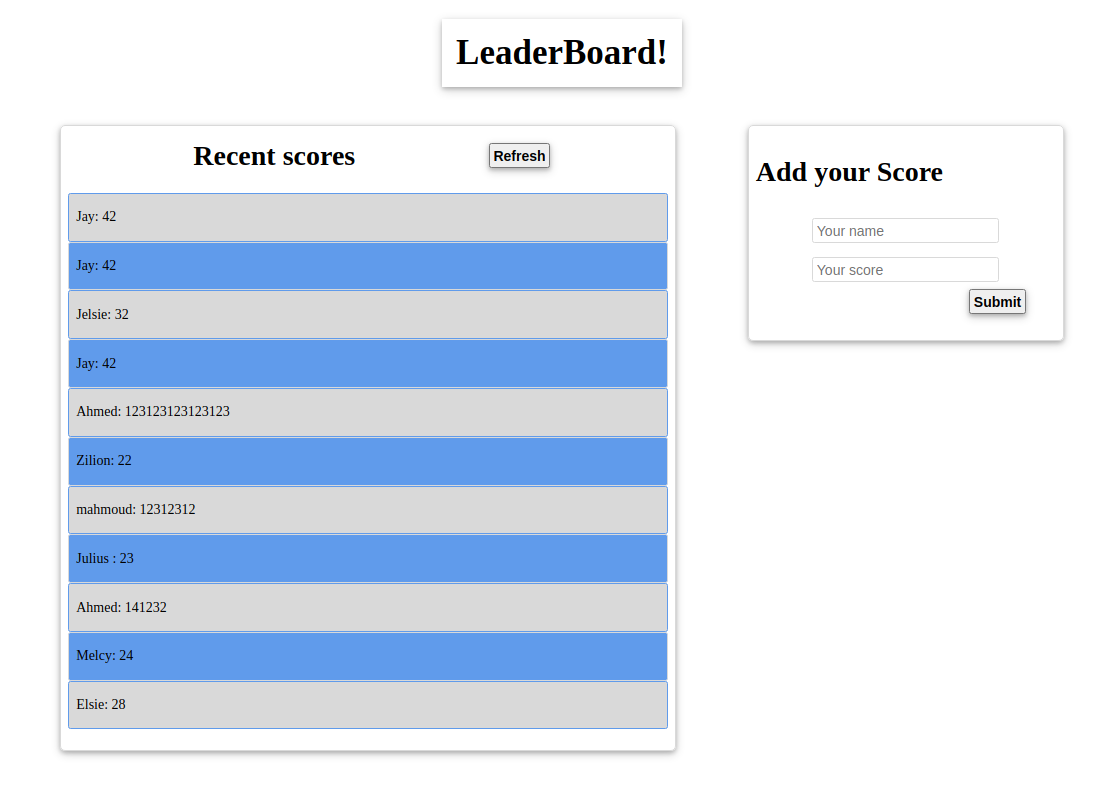 LeaderBoard!
Recent scores
Refresh
Jay: 42
Jay: 42
Jelsie: 32
Jay: 42
Ahmed: 123123123123123
Zilion: 22
mahmoud: 12312312
Julius : 23
Ahmed: 141232
Melcy: 24
Elsie: 28
Add your Score
Your name
Your score
Submit